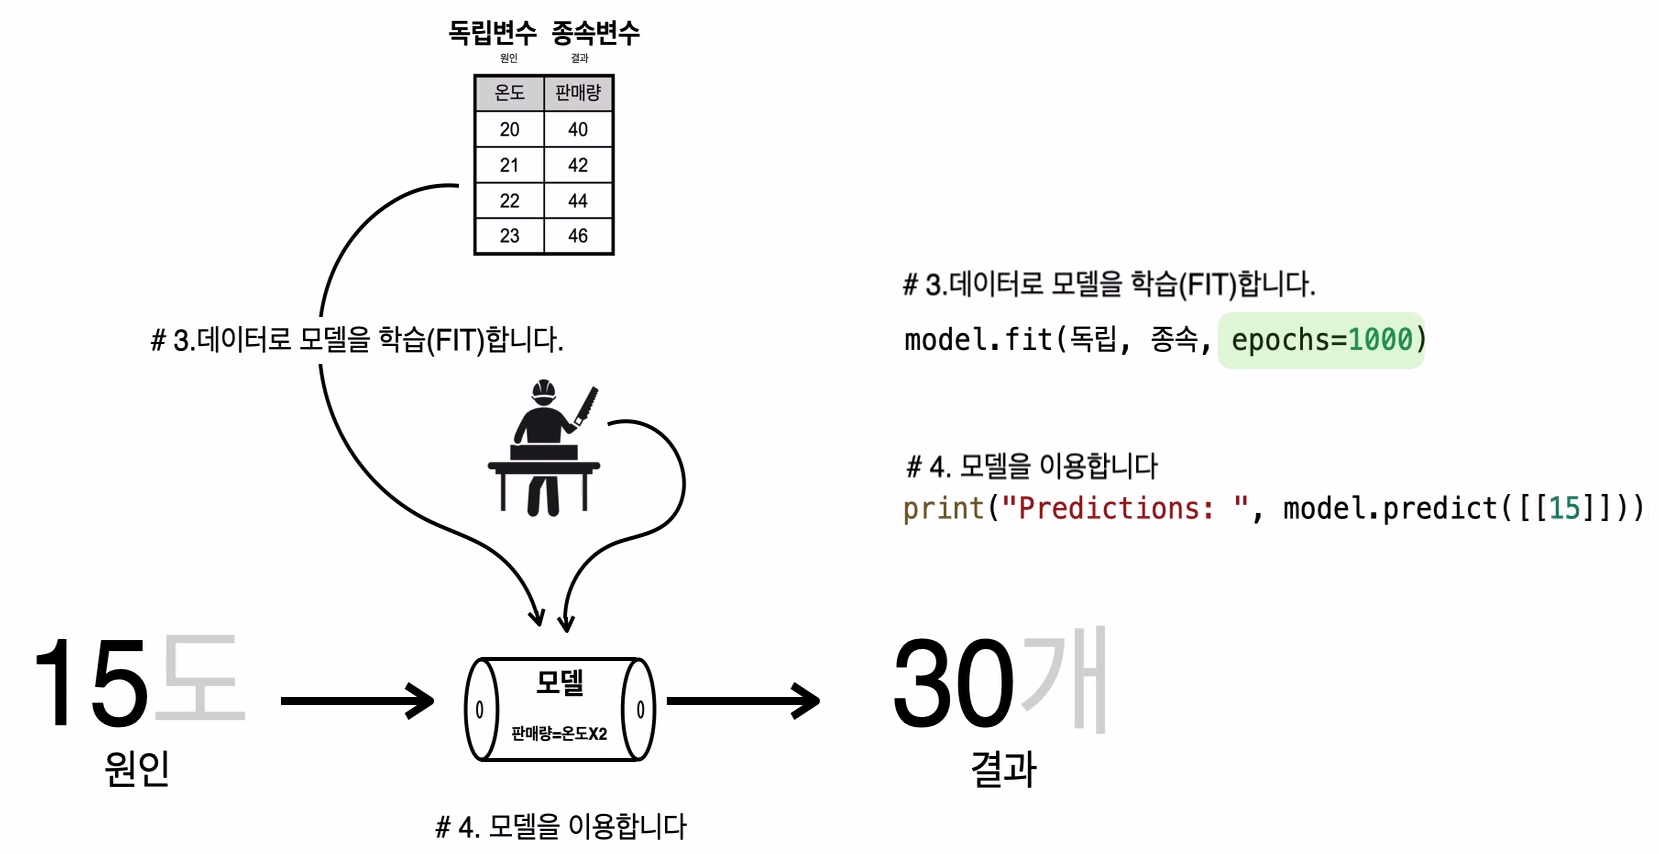 독립변수 종속변수
원인 결과
온도 판매량
20 40
21 42
22 44
23 46
# 3.데이터로 모델을 학습(FIT)합니다.
# 3.데이터로 모델을 학습(FIT)합니다.
model.fit(독립, 종속, epochs=1000)
# 4. 모델을 이용합니다
print("Predictions: ", model.predict([[15]]))
15도
원인
모델
판매량=온도X2
30개
결과
# 4. 모델을 이용합니다